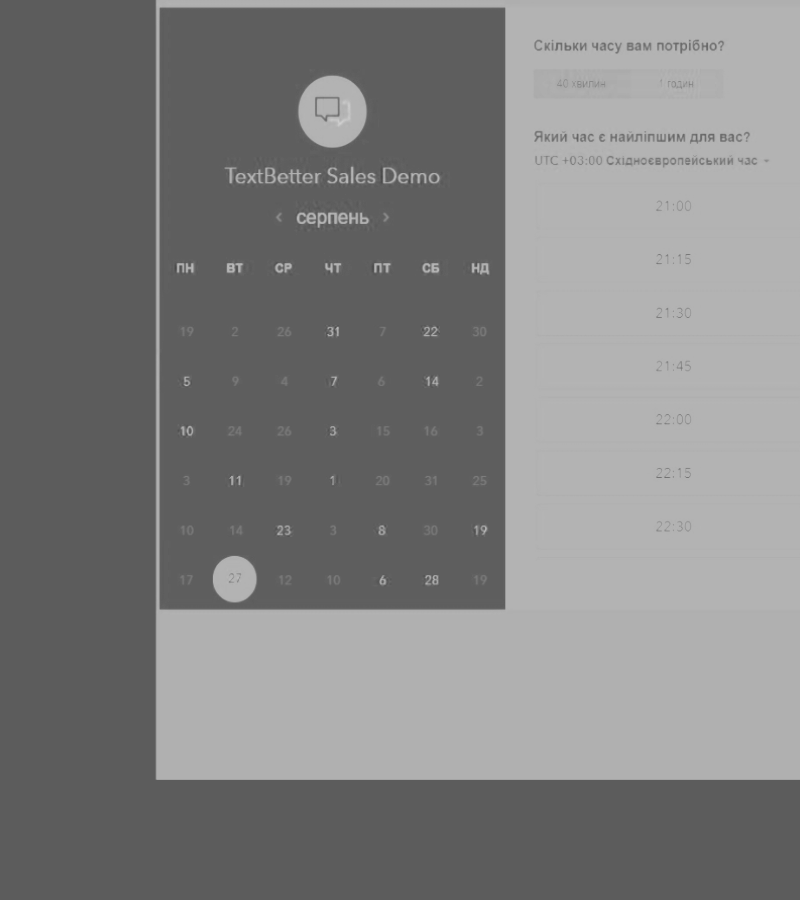 TextBetter Sales Demo
< серпень >
ПН ВТ СР ЧТ ПТ СБ НД
19 2 26 31 7 22 30
5 9 4 7 6 14 2
10 24 26 3 15 16 3
3 11 19 1 20 31 25
10 14 23 3 8 30 19
17 27 12 10 6 28 19
Скільки часу вам потрібно?
40 хвилин 1 годин
Який час є найліпшим для вас?
UTC +03:00 Східноєвропейський час
21:00
21:15
21:30
21:45
22:00
22:15
22:30